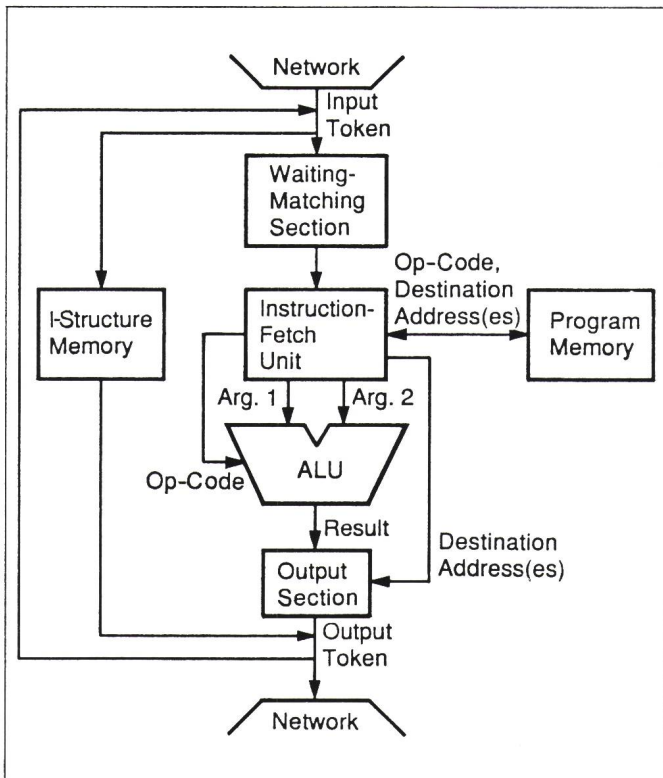 Network
Input
Token
Waiting-
Matching
Section
Op-Code,
Destination
Address(es)
I-Structure
Memory
Instruction-
Fetch
Unit
Program
Memory
Arg. 1
Arg. 2
ALU
Op-Code
Result
Destination
Address(es)
Output
Section
Output
Token
Network